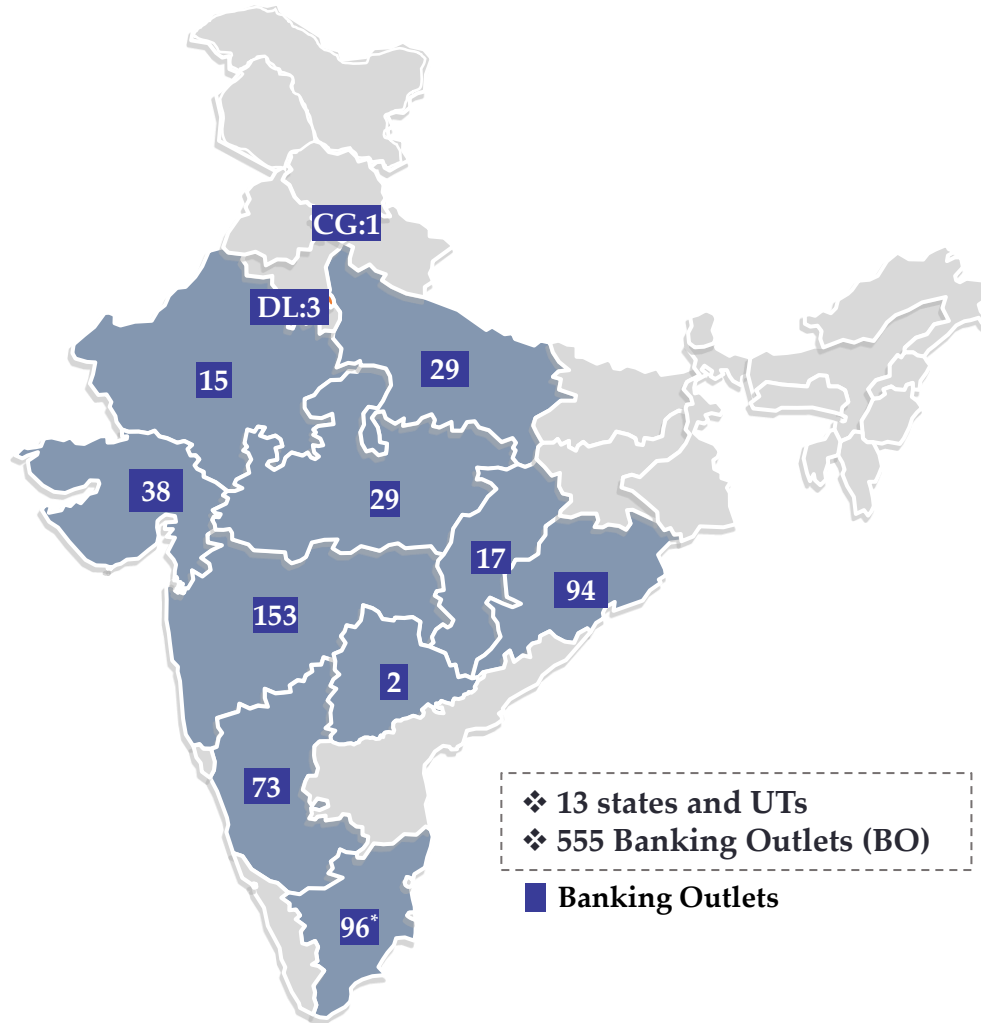 CG:1
DL:3
15
29
38
29
17
94
153
2
73
96*
❖ 13 states and UTs
❖ 555 Banking Outlets (BO)
Banking Outlets